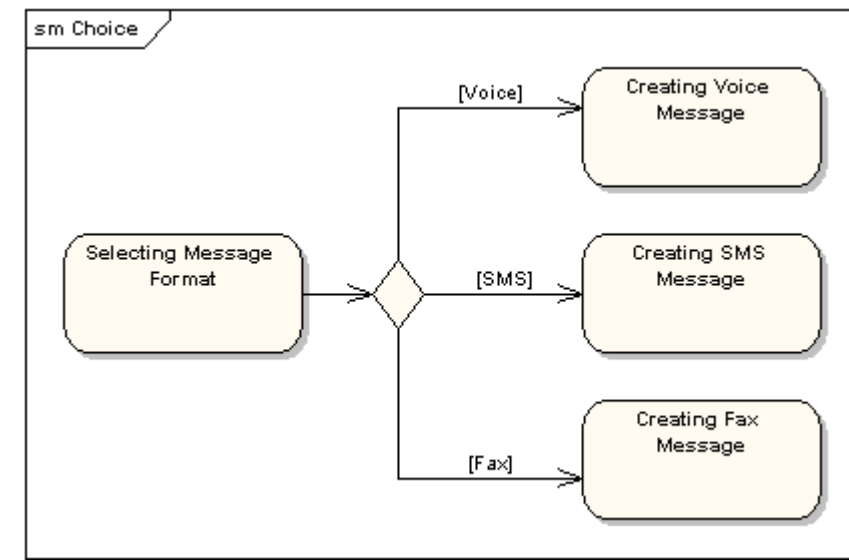 sm Choice
[Voice]
Creating Voice
Message
Selecting Message
Format
[SMS]
Creating SMS
Message
[Fax]
Creating Fax
Message